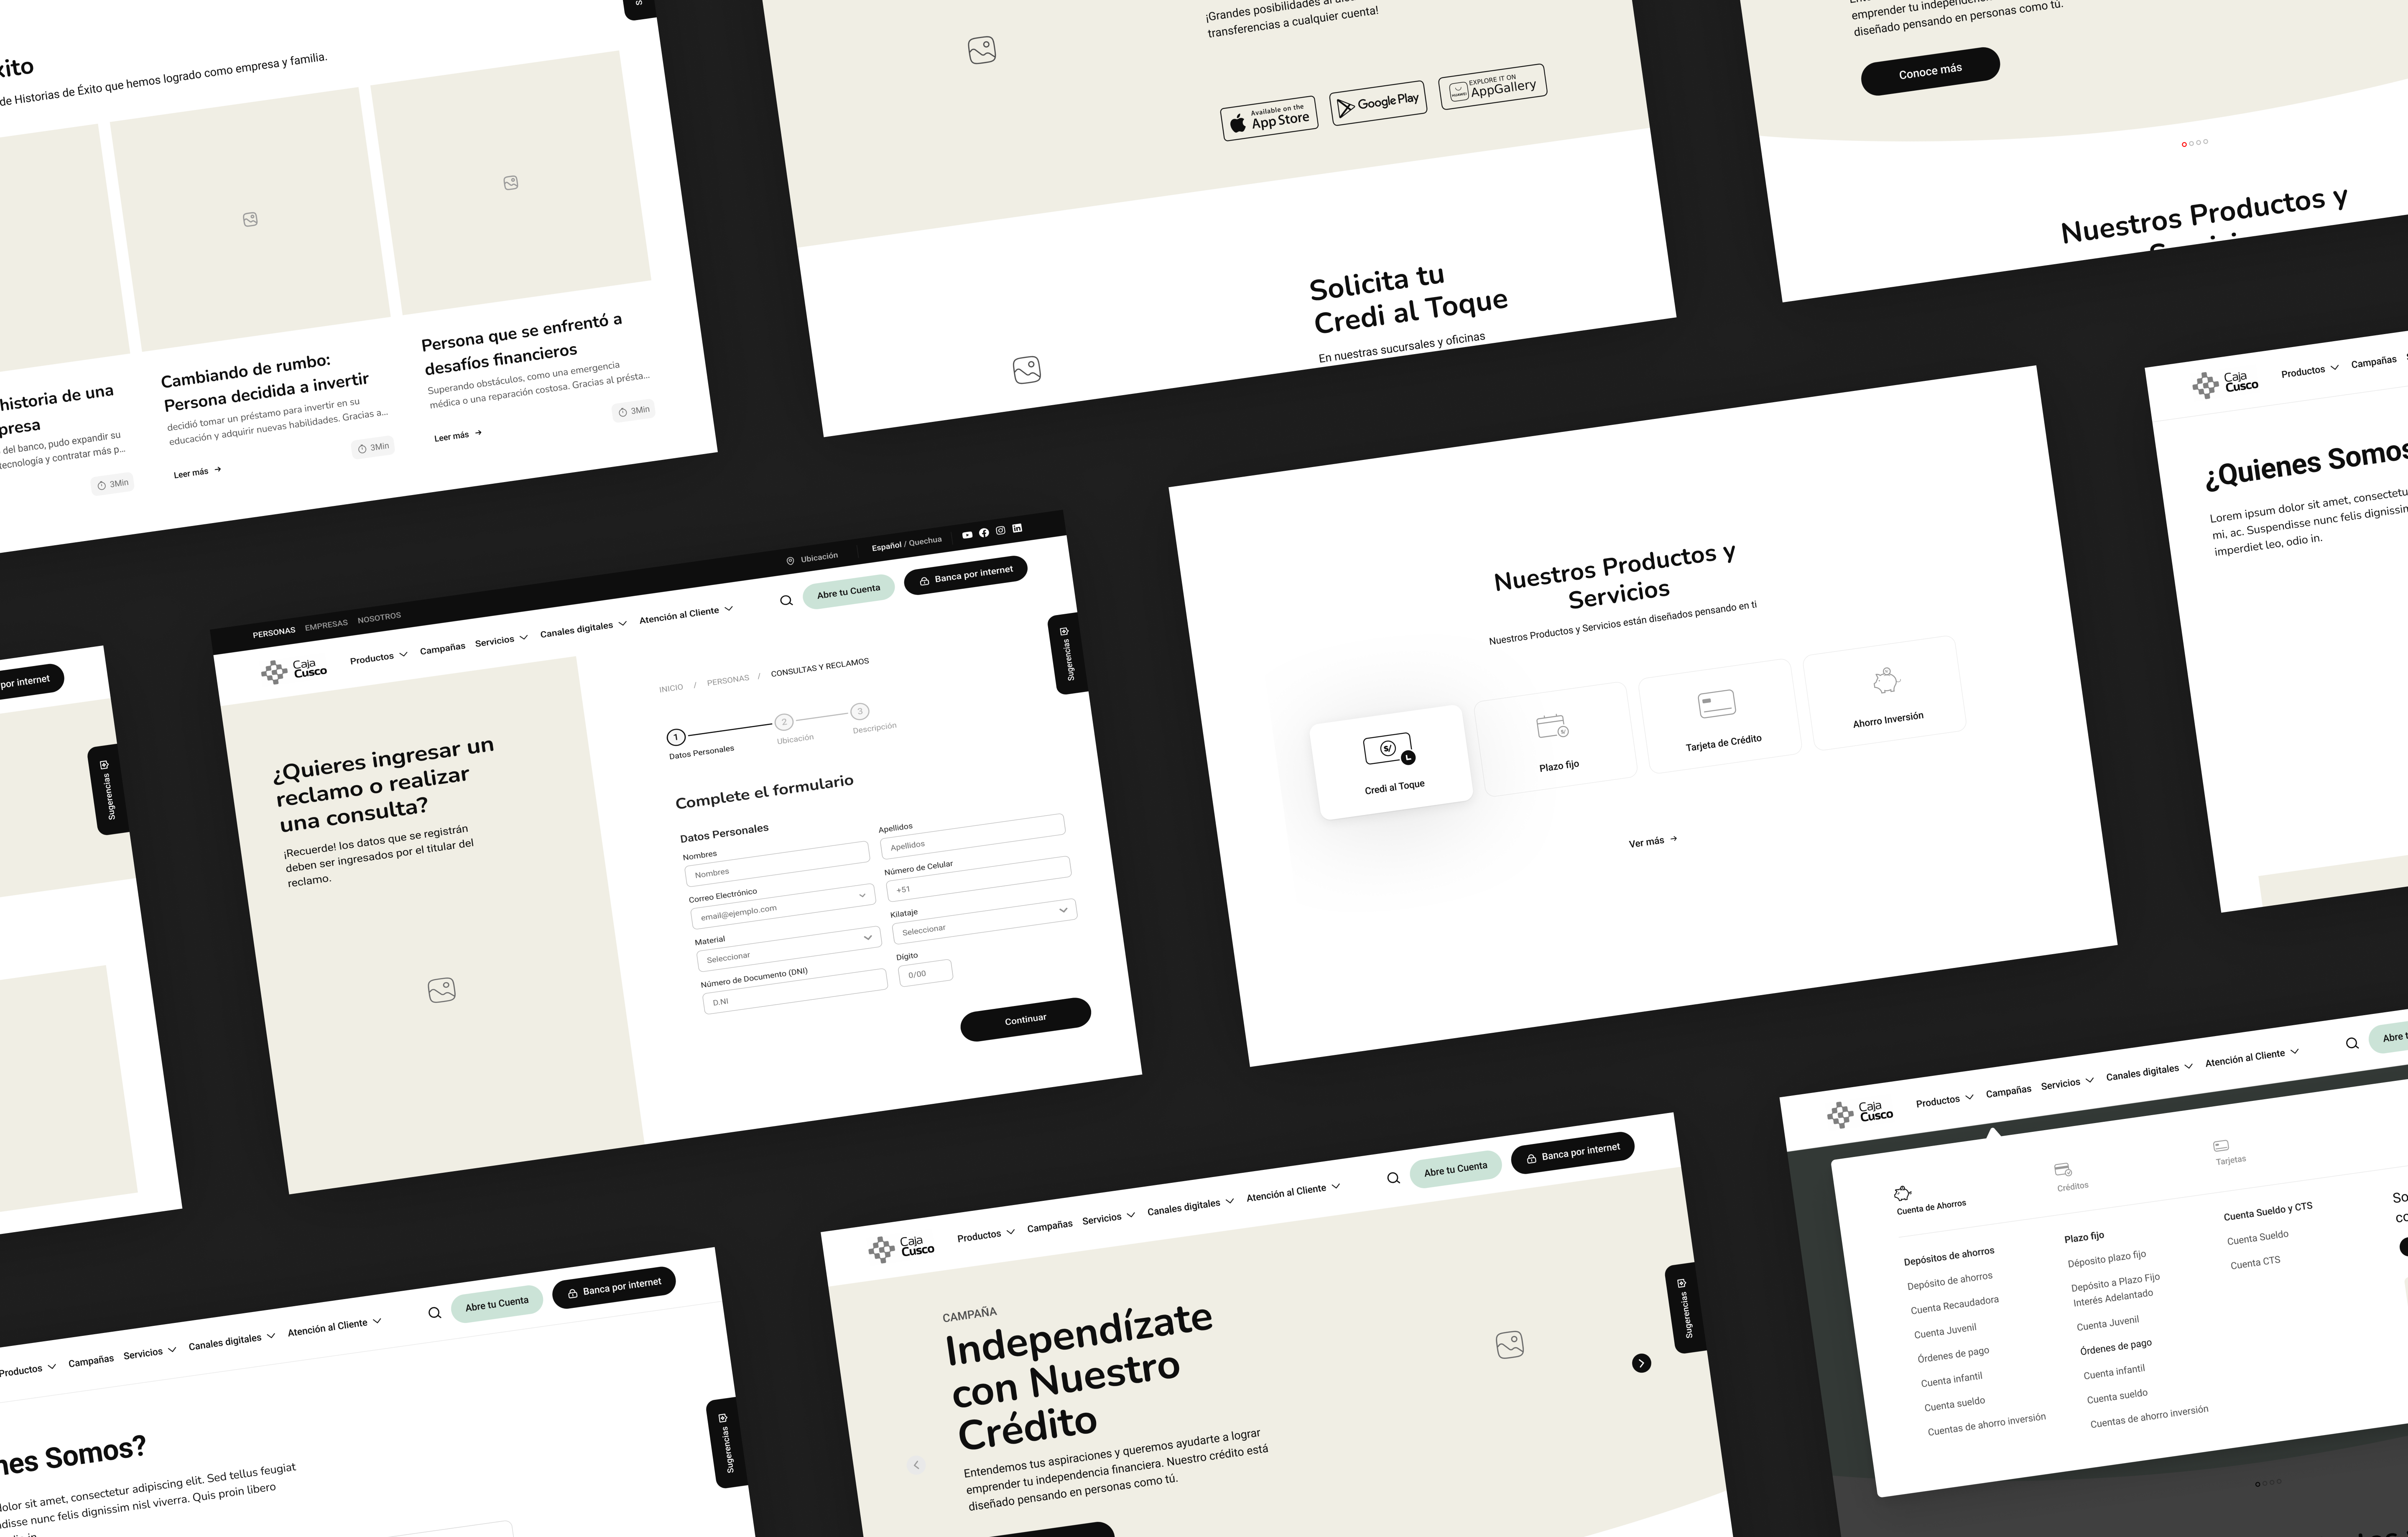 de Historias de Éxito que hemos logrado como empresa y familia.
historia de una
del banco, pudo expandir su
tecnología y contratar más p...
3Min
Cambiando de rumbo:
Persona decidida a invertir
decidió tomar un préstamo para invertir en su
educación y adquirir nuevas habilidades. Gracias a...
Leer más
3Min
Persona que se enfrentó a
desafíos financieros
Superando obstáculos, como una emergencia
médica o una reparación costosa. Gracias al présta...
Leer más
3Min
¡Grandes posibilidades al
transferencias a cualquier cuenta!
Available on the
App Store
Google Play
EXPLORE IT ON
AppGallery
HUAWEI
Solicita tu
Credi al Toque
En nuestras sucursales y oficinas
emprender tu
diseñado pensando en personas como tú.
Conoce más
Nuestros Productos y
por internet
Sugerencias
PERSONAS
EMPRESAS
NOSOTROS
Ubicación
Español / Quechua
Caja
Cusco
Productos
Campañas
Servicios
Canales digitales
Atención al Cliente
Abre tu Cuenta
Banca por internet
Sugerencias
¿Quieres ingresar un
reclamo o realizar
una consulta?
¡Recuerde! los datos que se registrán
deben ser ingresados por el titular del
reclamo.
INICIO / PERSONAS / CONSULTAS Y RECLAMOS
1
2
3
Datos Personales
Ubicación
Descripción
Complete el formulario
Datos Personales
Nombres
Nombres
Apellidos
Apellidos
Correo Electrónico
email@ejemplo.com
Número de Celular
+51
Material
Seleccionar
Kilataje
Seleccionar
Número de Documento (DNI)
D.NI
Dígito
0/00
Continuar
Nuestros Productos y
Servicios
Nuestros Productos y Servicios están diseñados pensando en ti
S/
Credi al Toque
Plazo fijo
Tarjeta de Crédito
Ahorro Inversión
Ver más
Caja
Cusco
Productos
Campañas
¿Quienes Somos
Lorem ipsum dolor sit amet,
mi, ac. Suspendisse nunc felis
imperdiet leo, odio in.
Productos
Campañas
Servicios
Canales digitales
Atención al Cliente
Abre tu Cuenta
Banca por internet
Sugerencias
Somos?
dolor sit amet, consectetur adipiscing elit. Sed tellus feugiat
nunc felis dignissim nisl viverra. Quis proin libero
Caja
Cusco
Productos
Campañas
Servicios
Canales digitales
Atención al Cliente
Abre tu Cuenta
Banca por internet
Sugerencias
CAMPAÑA
Independízate
con Nuestro
Crédito
Entendemos tus aspiraciones y queremos ayudarte a lograr
emprender tu independencia financiera. Nuestro crédito está
diseñado pensando en personas como tú.
Caja
Cusco
Productos
Campañas
Servicios
Canales digitales
Atención al Cliente
Abre
Cuenta de Ahorros
Créditos
Tarjetas
Depósitos de ahorros
Depósito de ahorros
Cuenta Recaudadora
Cuenta Juvenil
Órdenes de pago
Cuenta infantil
Cuenta sueldo
Cuentas de ahorro inversión
Plazo fijo
Déposito plazo fijo
Depósito a Plazo Fijo
Interés Adelantado
Cuenta Juvenil
Órdenes de pago
Cuenta infantil
Cuenta sueldo
Cuentas de ahorro inversión
Cuenta Sueldo y CTS
Cuenta Sueldo
Cuenta CTS